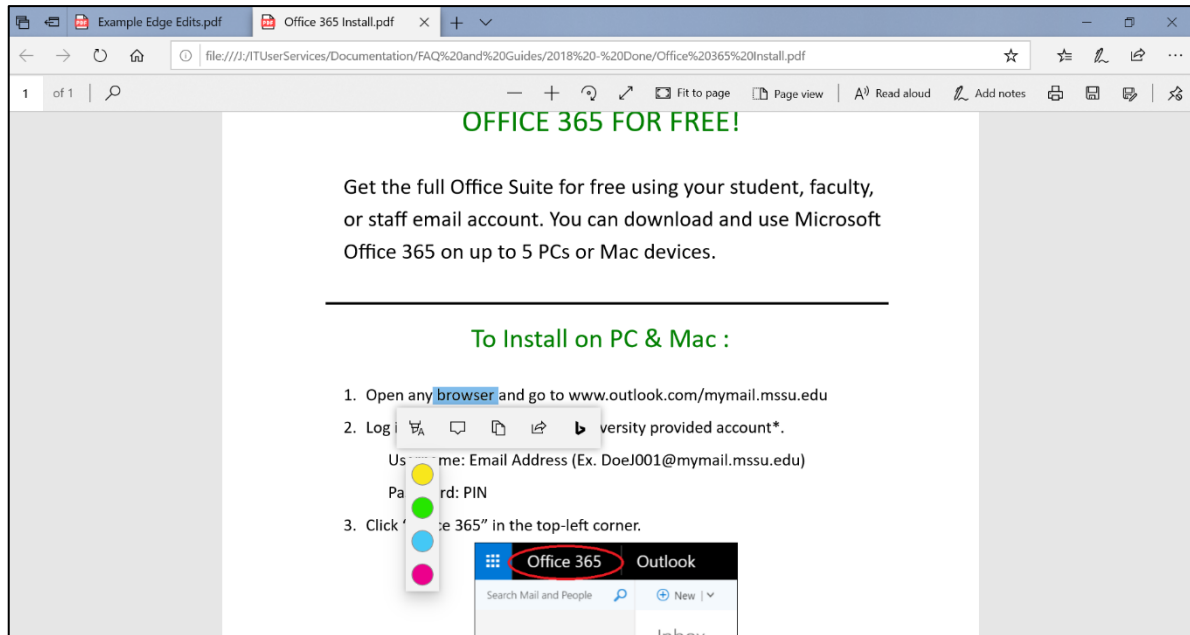 Example Edge Edits.pdf
Office 365 Install.pdf
file:///J:/ITUserServices/Documentation/FAQ%20and%20Guides/2018%20-%20Done/Office%20365%20Install.pdf
1 of 1
Fit to page
Page view
Read aloud
Add notes
OFFICE 365 FOR FREE!
Get the full Office Suite for free using your student, faculty,
or staff email account. You can download and use Microsoft
Office 365 on up to 5 PCs or Mac devices.
To Install on PC & Mac :
1. Open any browser and go to www.outlook.com/mymail.mssu.edu
2. Log versity provided account*.
Us me: Email Address (Ex. DoeJ001@mymail.mssu.edu)
Pa rd: PIN
3. Click " ce 365" in the top-left corner.
Office 365
Outlook
Search Mail and People
New